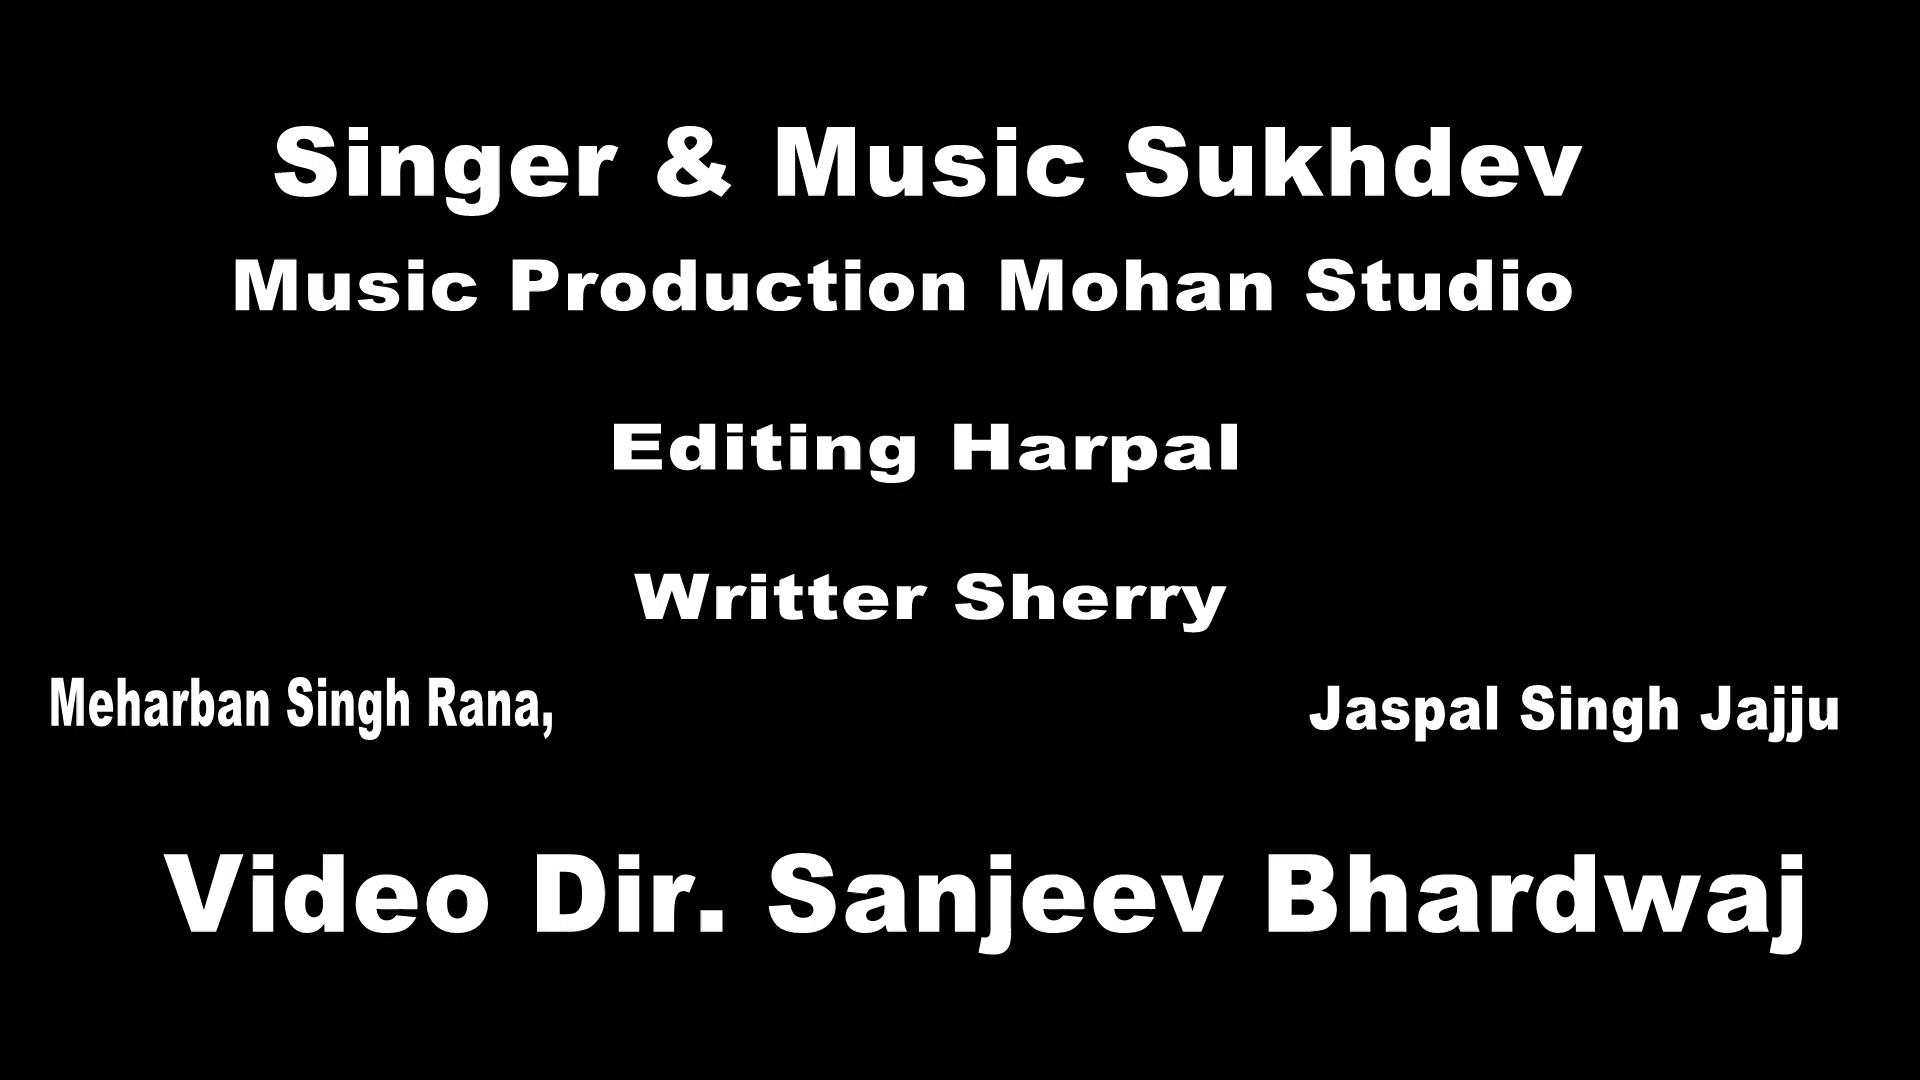 Singer & Music Sukhdev
Music Production Mohan Studio
Editing Harpal
Writter Sherry
Meharban Singh Rana,
Jaspal Singh Jajju
Video Dir. Sanjeev Bhardwaj